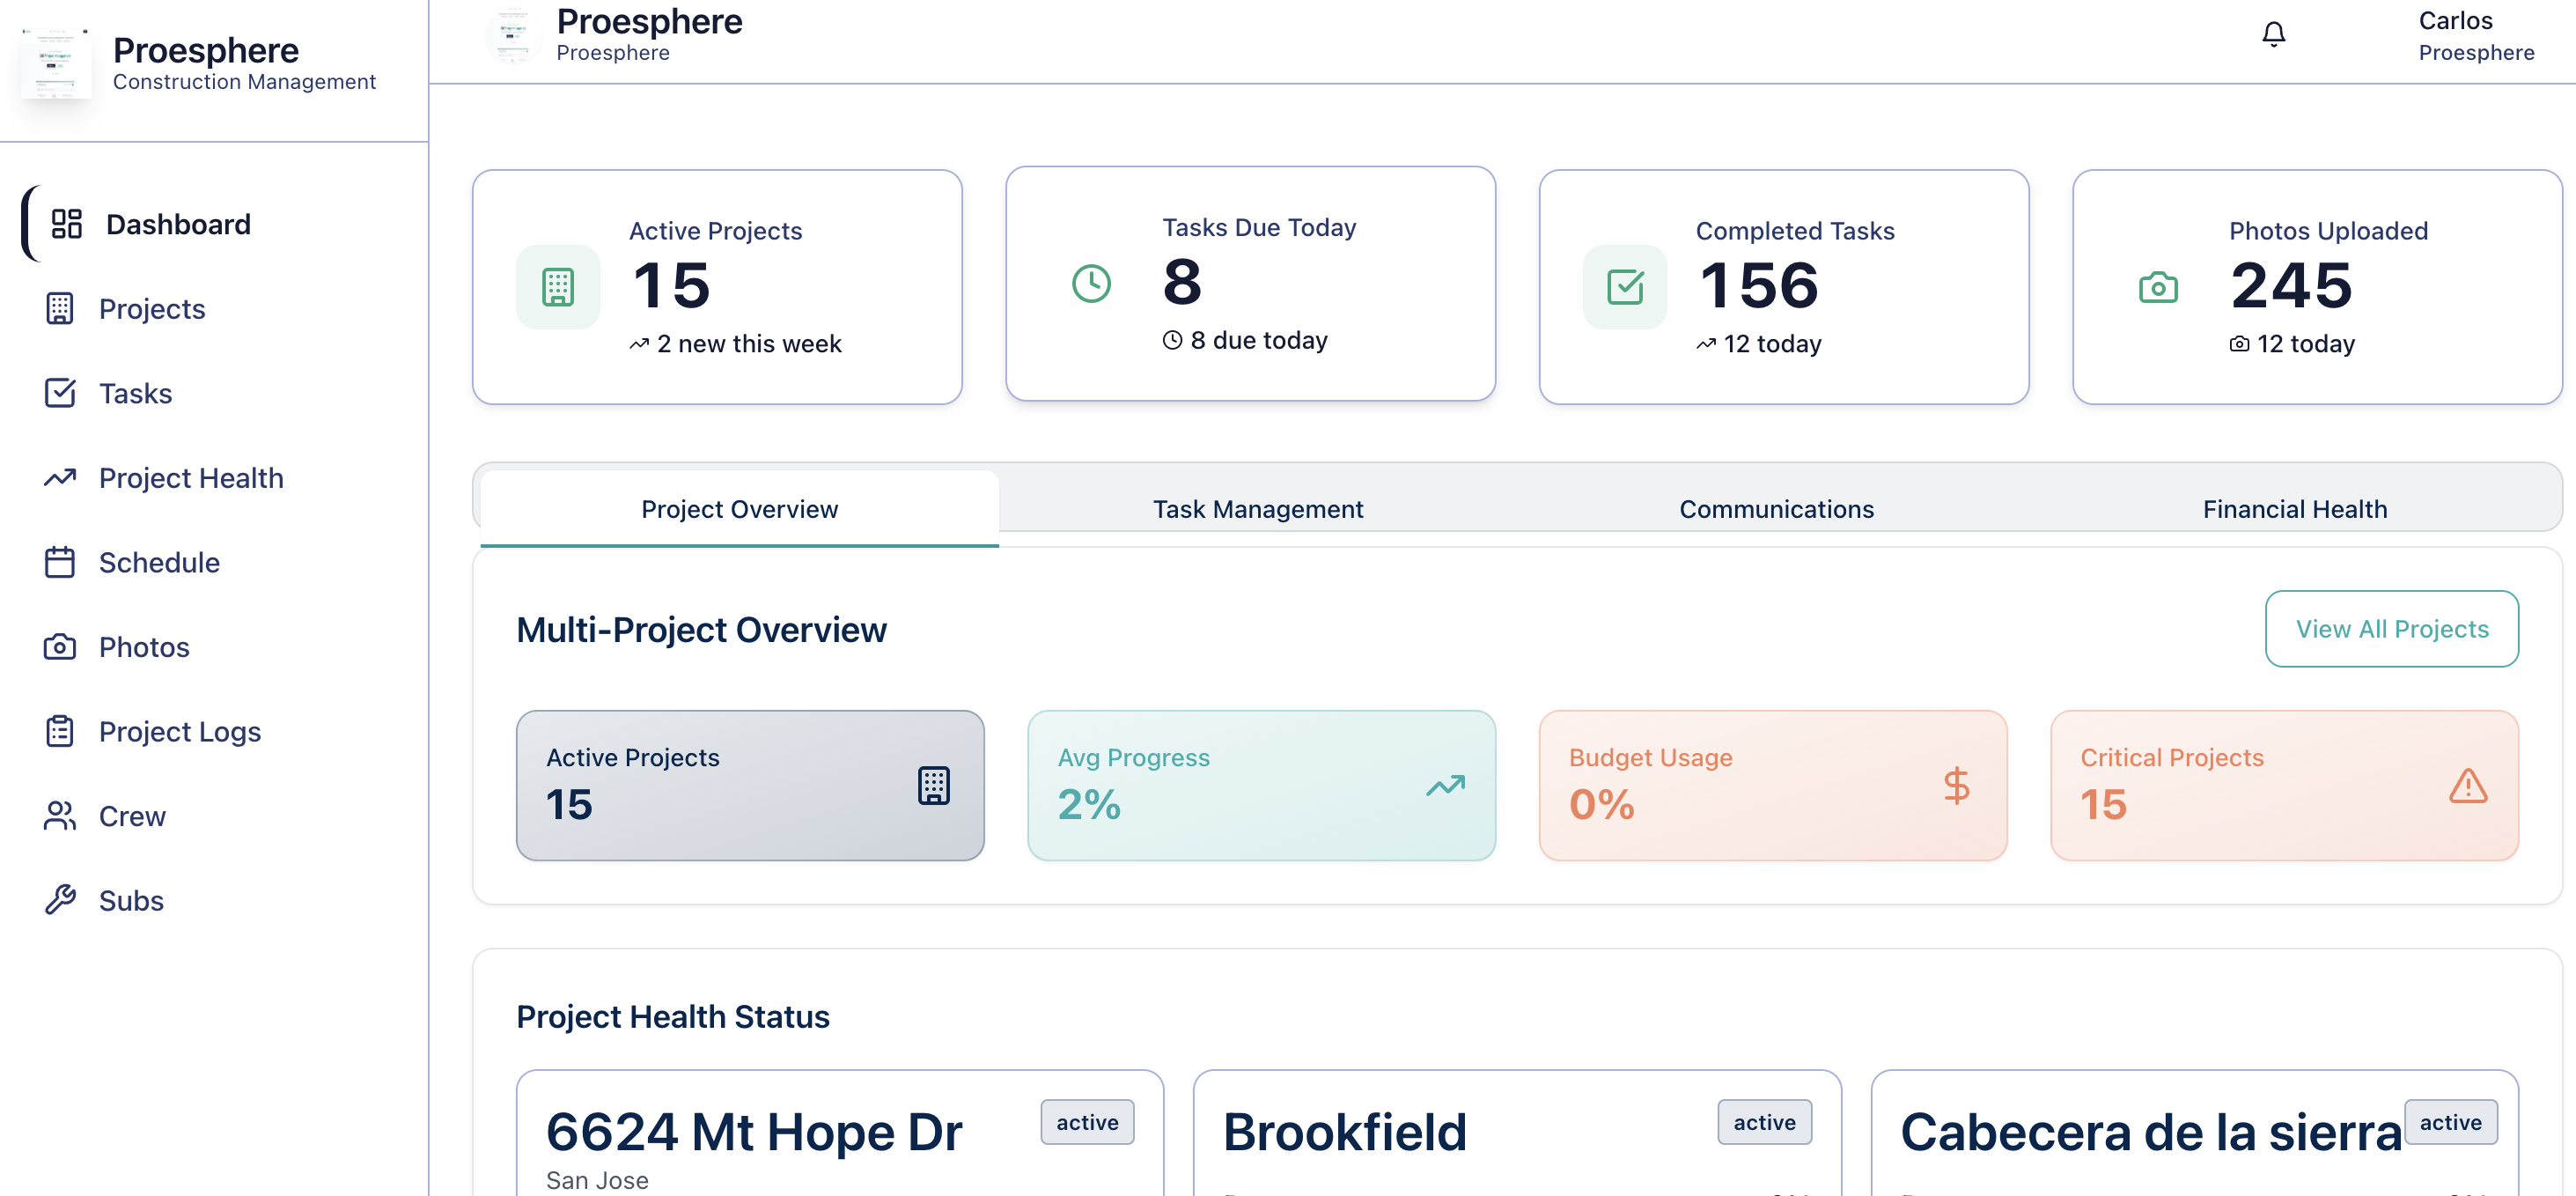 Proesphere
Construction Management
Dashboard
Projects
Tasks
Project Health
Schedule
Photos
Project Logs
Crew
Subs
Proesphere
Proesphere
Carlos
Proesphere
Active Projects
15
2 new this week
Tasks Due Today
8
8 due today
Completed Tasks
156
12 today
Photos Uploaded
245
12 today
Project Overview
Task Management
Communications
Financial Health
Multi-Project Overview
View All Projects
Active Projects
15
Avg Progress
2%
Budget Usage
0%
Critical Projects
15
Project Health Status
6624 Mt Hope Dr
active
San Jose
Brookfield
active
Cabecera de la sierra
active